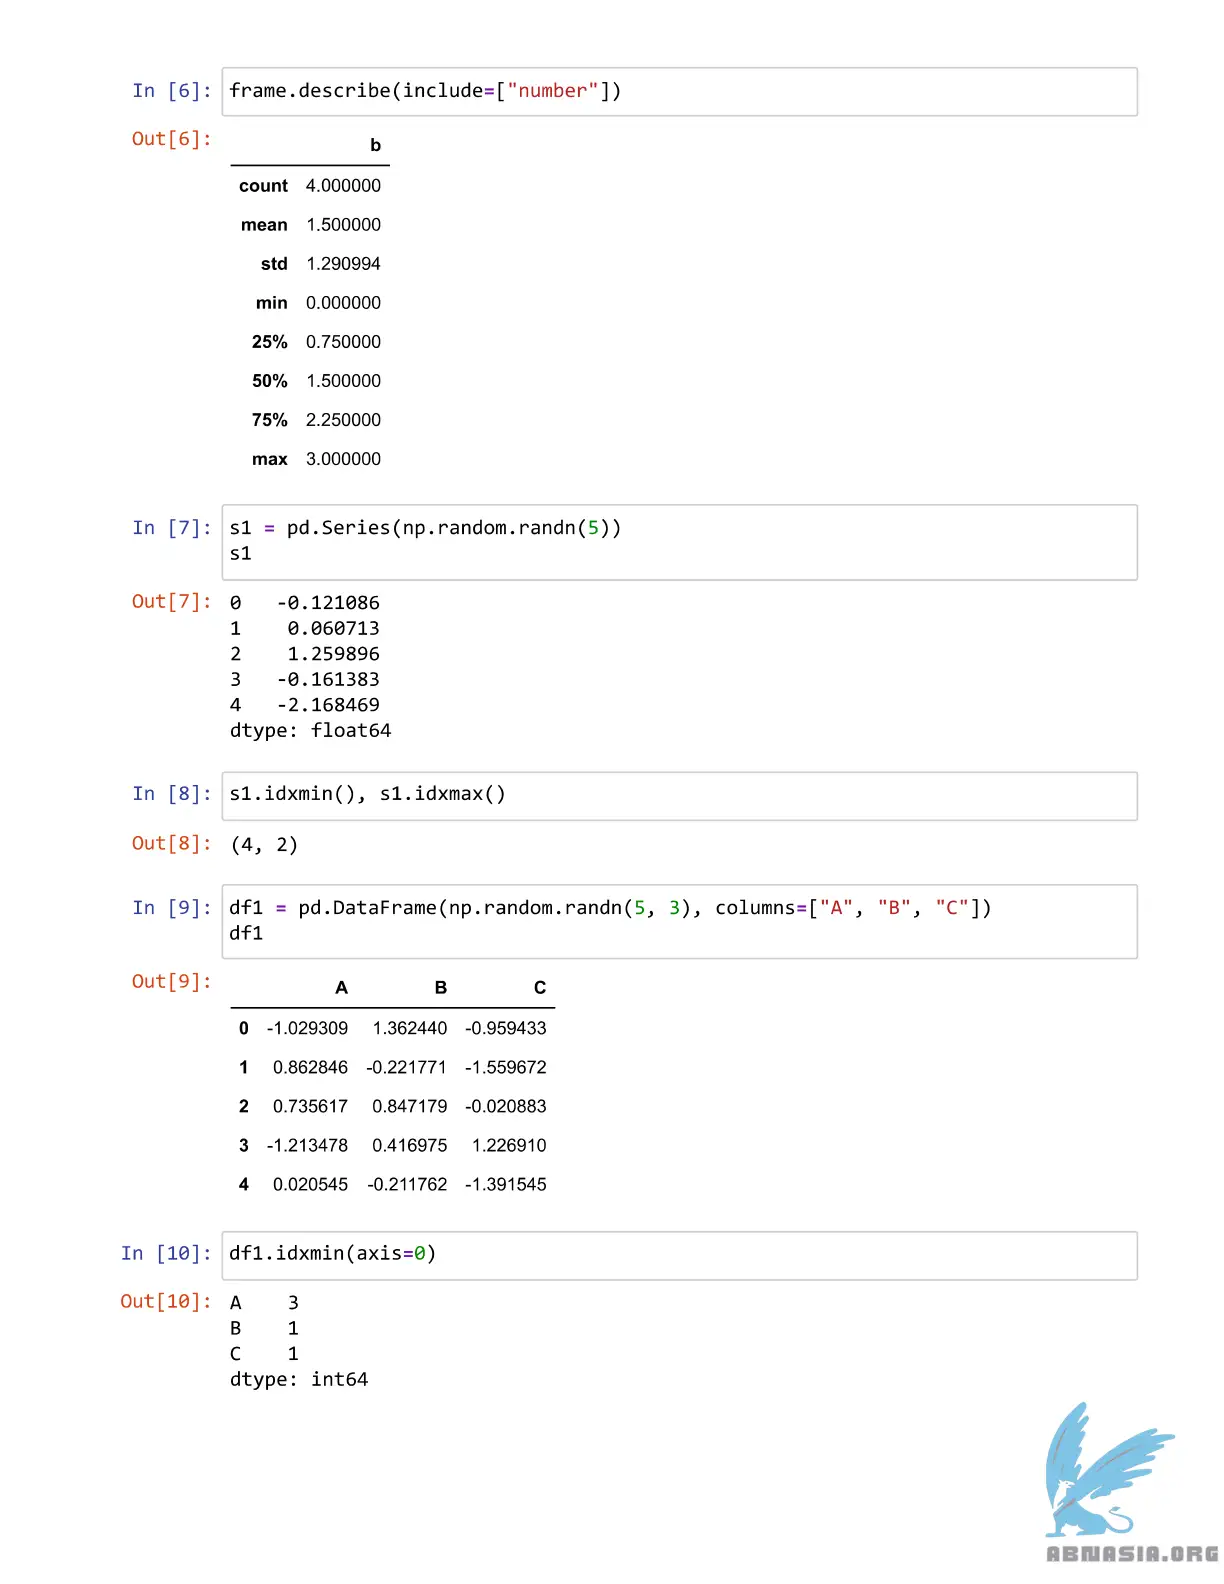 In [6]: frame.describe(include=["number"])
Out[6]:
b
count 4.000000
mean 1.500000
std 1.290994
min 0.000000
25% 0.750000
50% 1.500000
75% 2.250000
max 3.000000
In [7]: s1 = pd.Series(np.random.randn(5))
s1
Out[7]: 0 -0.121086
1 0.060713
2 1.259896
3 -0.161383
4 -2.168469
dtype: float64
In [8]: s1.idxmin(), s1.idxmax()
Out[8]: (4, 2)
In [9]: df1 = pd.DataFrame(np.random.randn(5, 3), columns=["A", "B", "C"])
df1
Out[9]:
A B C
0 -1.029309 1.362440 -0.959433
1 0.862846 -0.221771 -1.559672
2 0.735617 0.847179 -0.020883
3 -1.213478 0.416975 1.226910
4 0.020545 -0.211762 -1.391545
In [10]: df1.idxmin(axis=0)
Out[10]: A 3
B 1
C 1
dtype: int64
ABNASIA.ORG